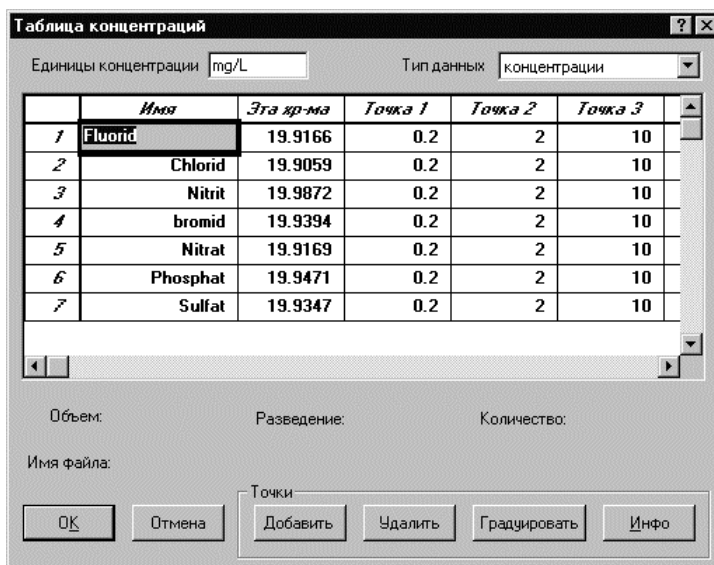 Таблица концентраций ? ×
Единицы концентрации mg/L Тип данных концентрации
Имя Эта хр-ма Точка 1 Точка 2 Точка 3
1 Fluorid 19.9166 0.2 2 10
2 Chlorid 19.9059 0.2 2 10
3 Nitrit 19.9872 0.2 2 10
4 bromid 19.9394 0.2 2 10
5 Nitrat 19.9169 0.2 2 10
6 Phosphat 19.9471 0.2 2 10
7 Sulfat 19.9347 0.2 2 10
Объем: Разведение: Количество:
Имя файла:
Точки
OK Отмена Добавить Удалить Градуировать Инфо